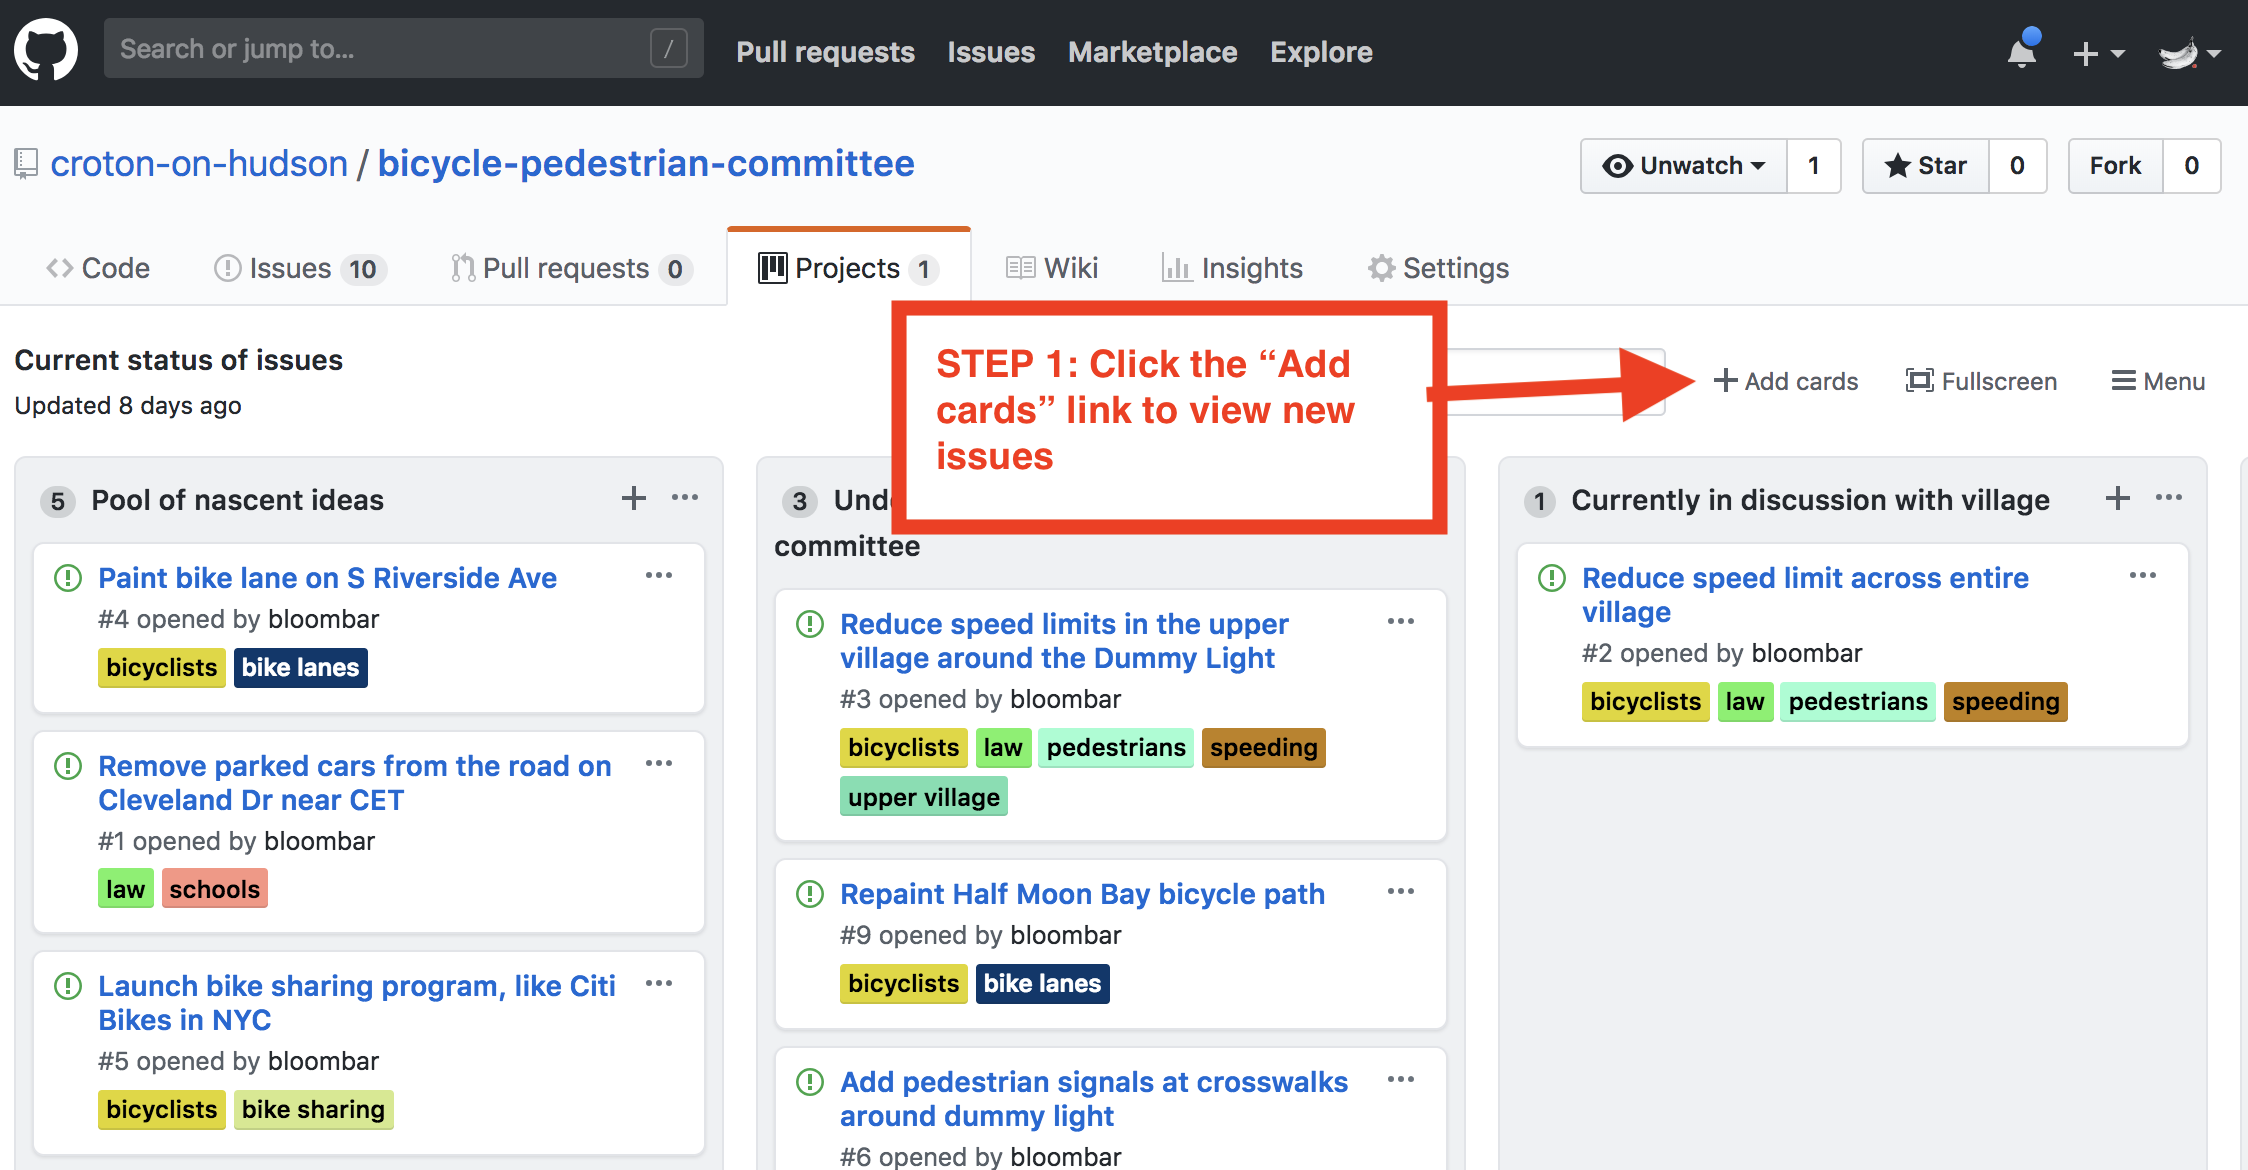 Search or jump to... /
Pull requests Issues Marketplace Explore
croton-on-hudson / bicycle-pedestrian-committee
Unwatch 1 Star 0 Fork 0
Code Issues 10 Pull requests 0 Projects 1 Wiki Insights Settings
Current status of issues
Updated 8 days ago
STEP 1: Click the “Add
cards” link to view new
issues
Add cards Fullscreen Menu
5 Pool of nascent ideas
Paint bike lane on S Riverside Ave
#4 opened by bloombar
bicyclists bike lanes
Remove parked cars from the road on
Cleveland Dr near CET
#1 opened by bloombar
law schools
Launch bike sharing program, like Citi
Bikes in NYC
#5 opened by bloombar
bicyclists bike sharing
3
committee
Reduce speed limits in the upper
village around the Dummy Light
#3 opened by bloombar
bicyclists law pedestrians speeding
upper village
Repaint Half Moon Bay bicycle path
#9 opened by bloombar
bicyclists bike lanes
Add pedestrian signals at crosswalks
around dummy light
#6 opened by bloombar
1 Currently in discussion with village
Reduce speed limit across entire
village
#2 opened by bloombar
bicyclists law pedestrians speeding